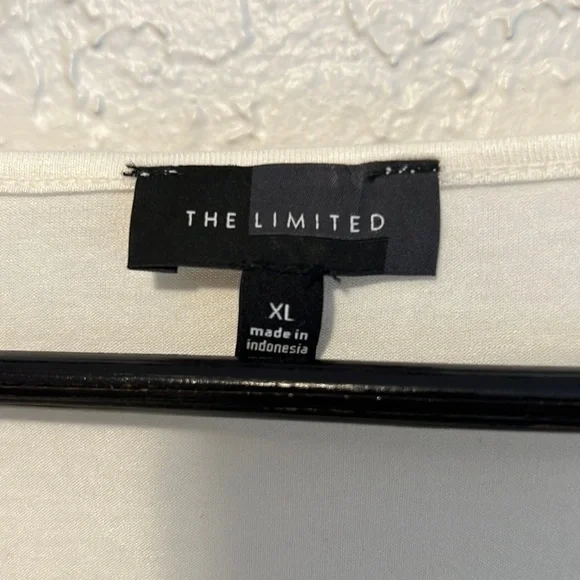 THE LIMITED
XL
made in
indonesia